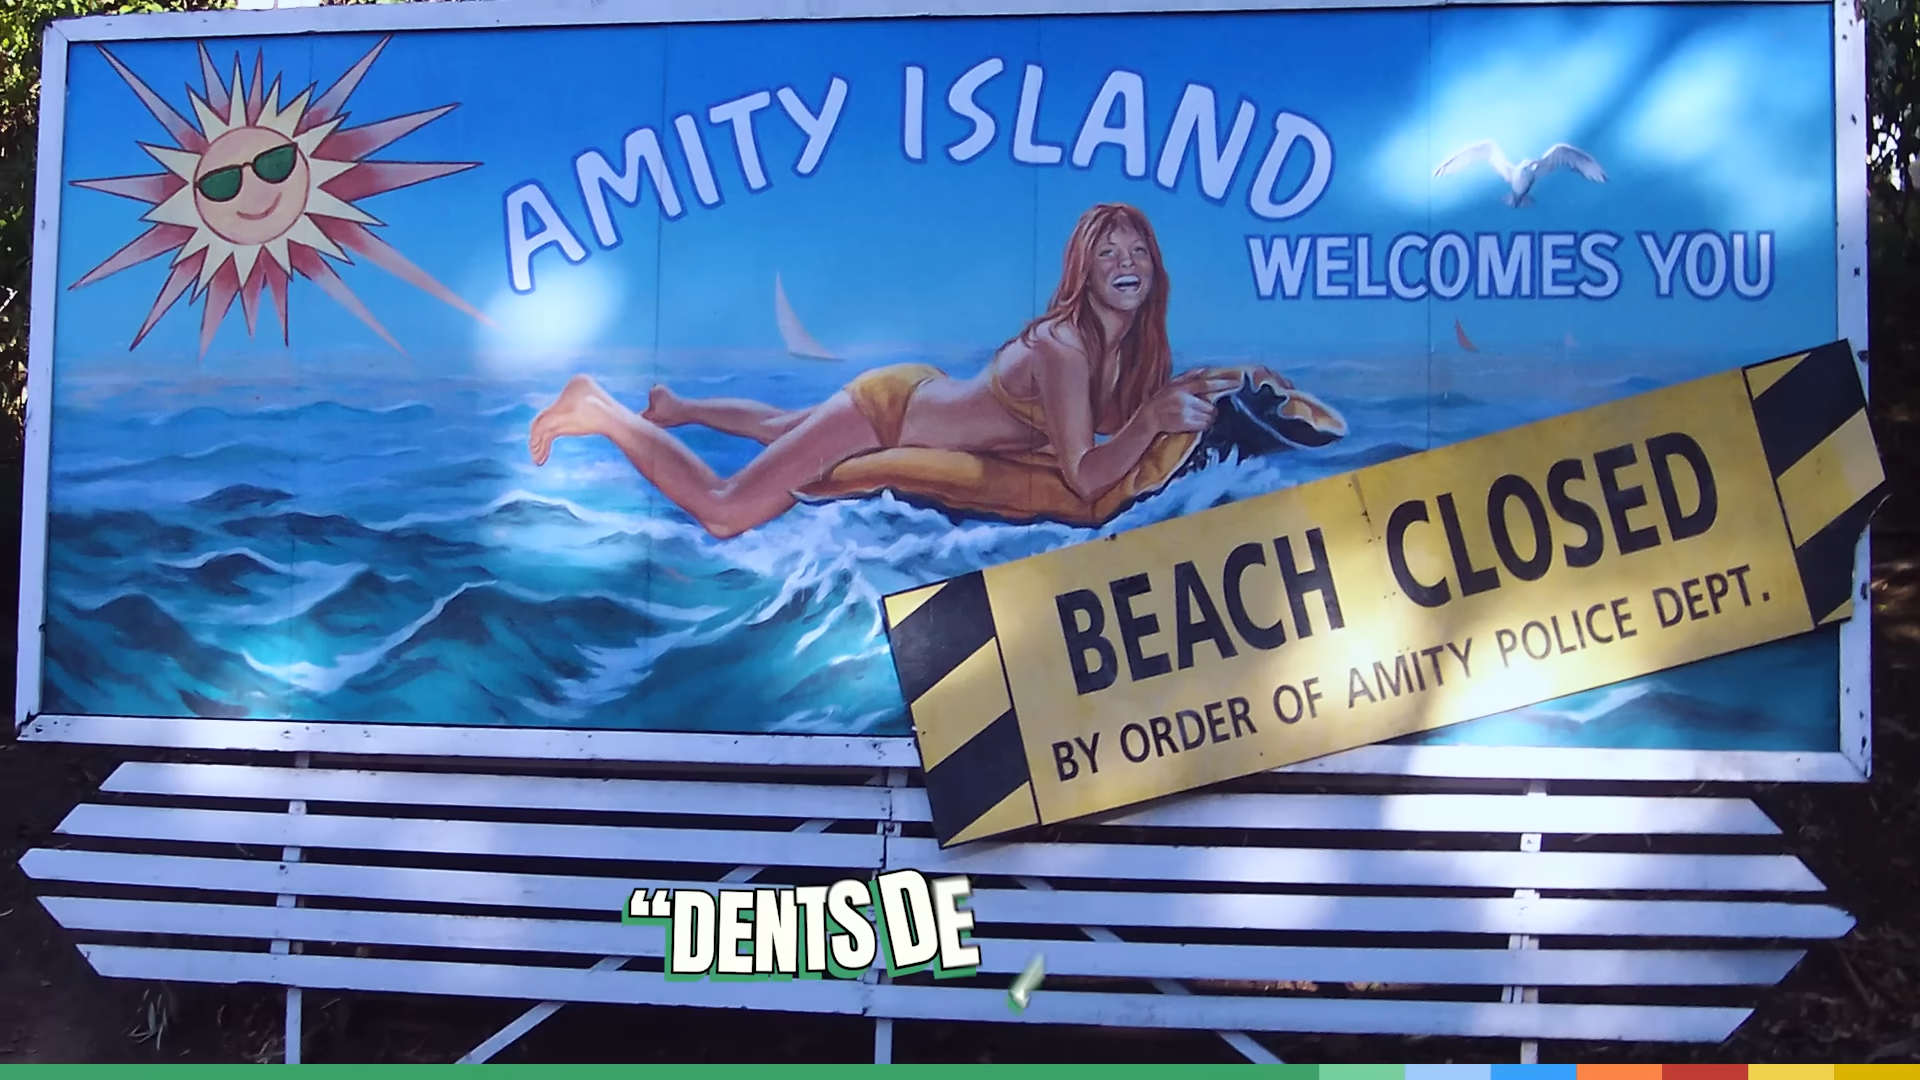 AMITY ISLAND
WELCOMES YOU
BEACH CLOSED
BY ORDER OF AMITY POLICE DEPT.
“DENTS DE